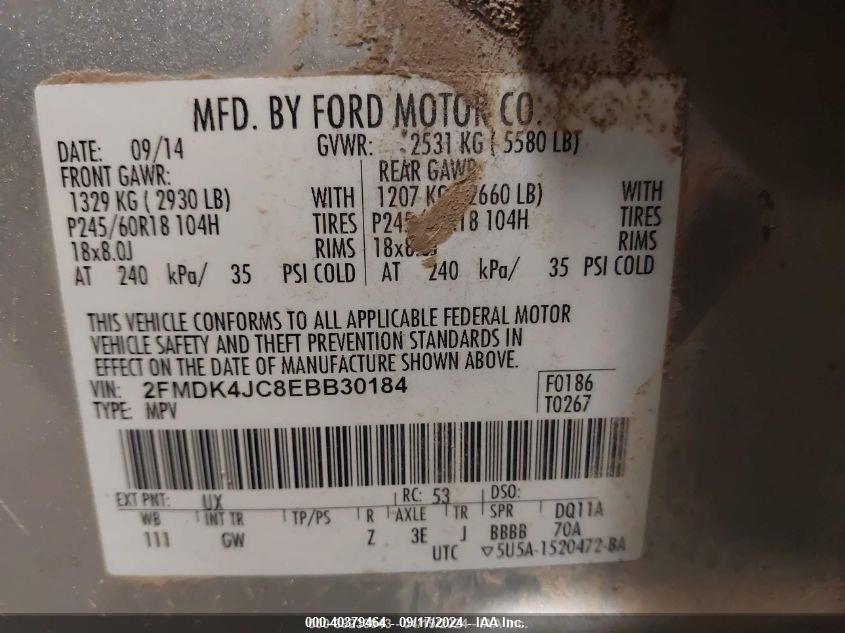 MFD. BY FORD MOTOR CO.
DATE: 09/14 GVWR: 2531 KG ( 5580 LB)
FRONT GAWR: REAR GAWR:
1329 KG ( 2930 LB) WITH 1207 KG 2660 LB) WITH
P245/60R18 104H TIRES R18 104H TIRES
18x8.0J RIMS RIMS
AT 240 kPa/ 35 PSI COLD AT 240 kPa/ 35 PSI COLD
THIS VEHICLE CONFORMS TO ALL APPLICABLE FEDERAL MOTOR
VEHICLE SAFETY AND THEFT PREVENTION STANDARDS IN
EFFECT ON THE DATE OF MANUFACTURE SHOWN ABOVE.
VIN: 2FMDK4JC8EBB30184 F0186
TYPE: MPV T0267
EXT PNT: UX RC: 53 DSO:
WB INT TR TP/PS R AXLE TR SPR DQ11A
111 GW Z 3E J BBBB 70A
UTC ▽5U5A-1520472-BA
000-40379464 - 09/17/2024 - IAA Inc.